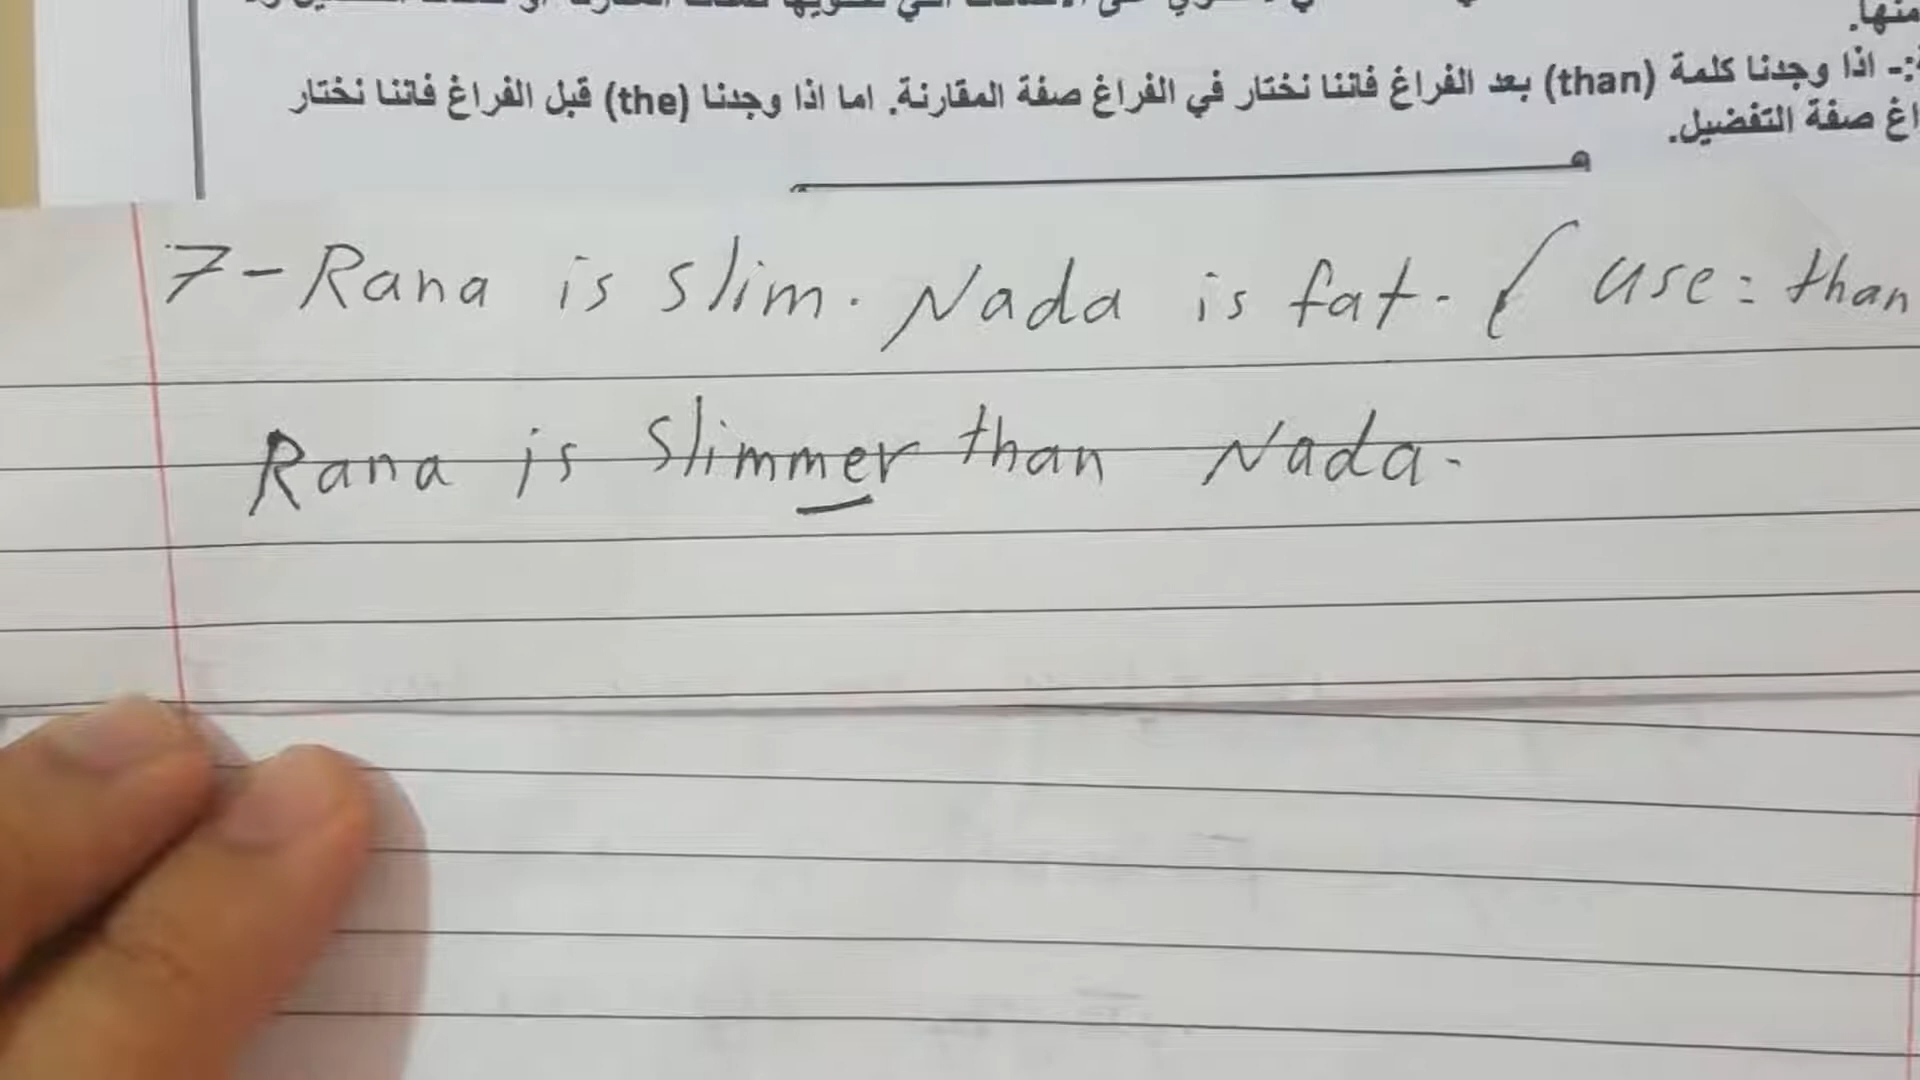 منها.
:- اذا وجدنا كلمة (than) بعد الفراغ فاننا نختار في الفراغ صفة المقارنة. اما اذا وجدنا (the) قبل الفراغ فاننا نختار
اغ صفة التفضيل.
7- Rana is slim. Nada is fat. ( use: than
Rana is slimmer than Nada.